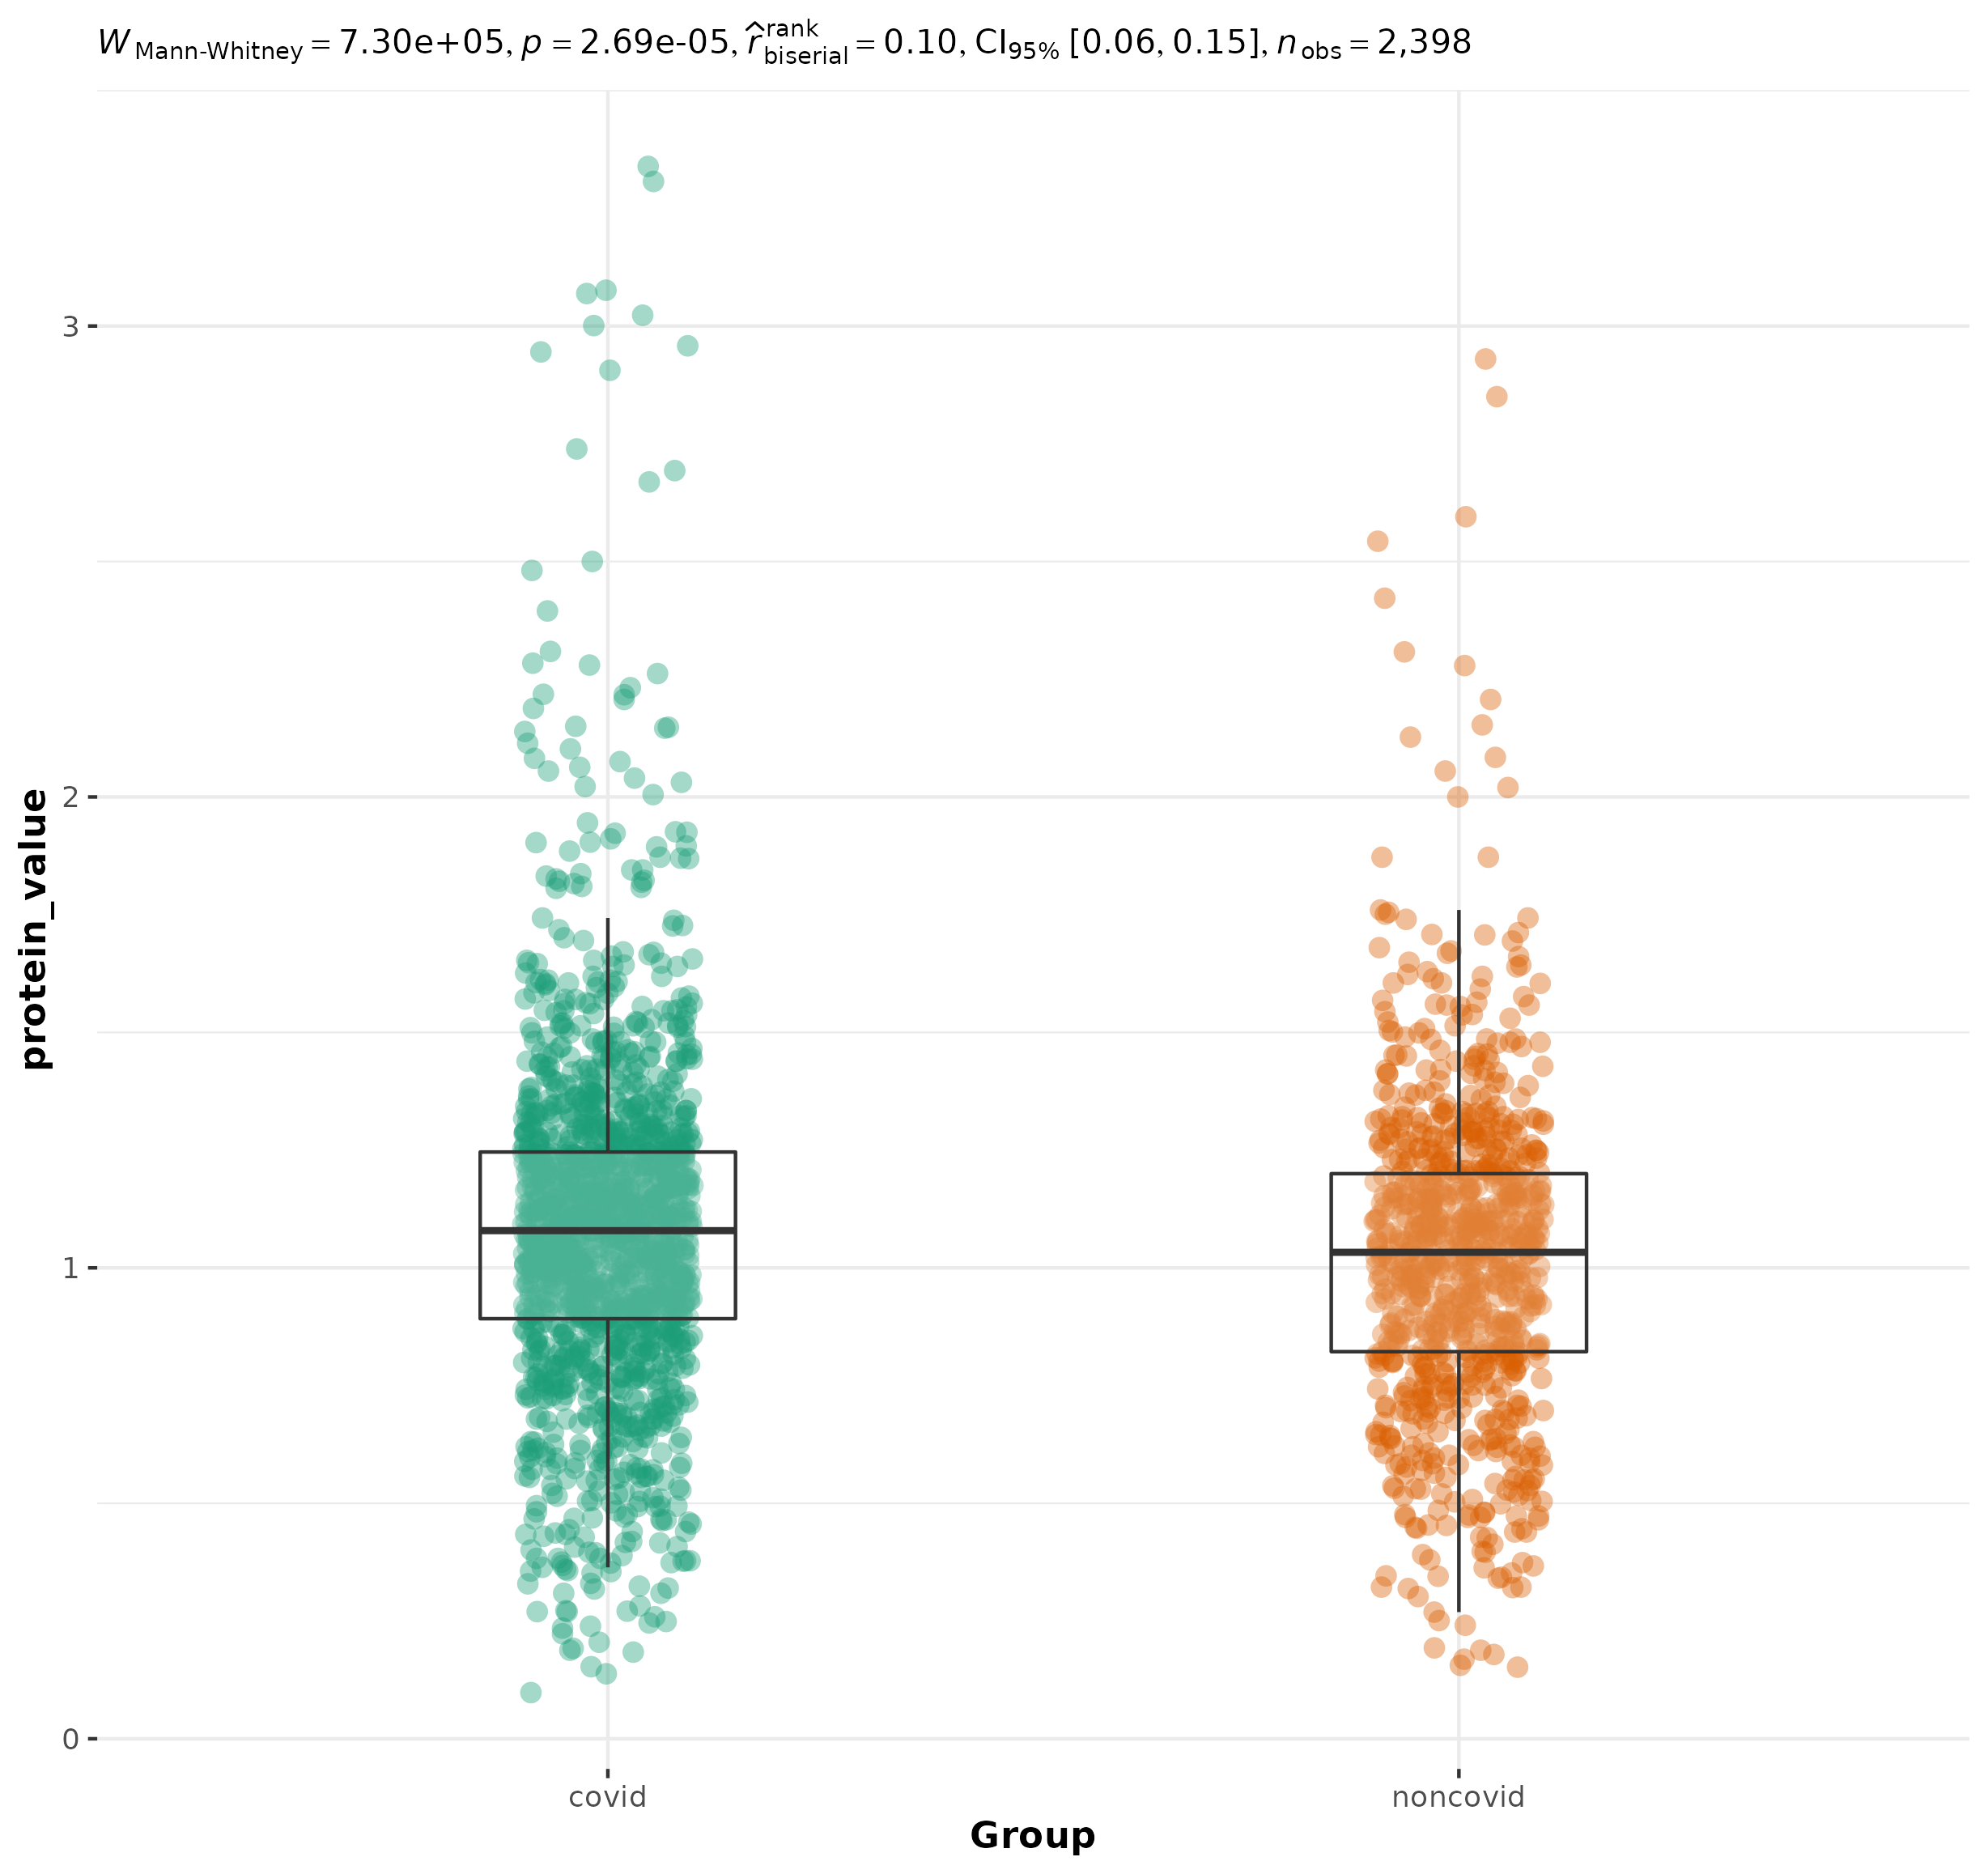 W Mann-Whitney = 7.30e+05, p = 2.69e-05, r̂ rank biserial = 0.10, CI95% [0.06, 0.15], nobs = 2,398
protein_value
3
2
1
0
covid noncovid
Group